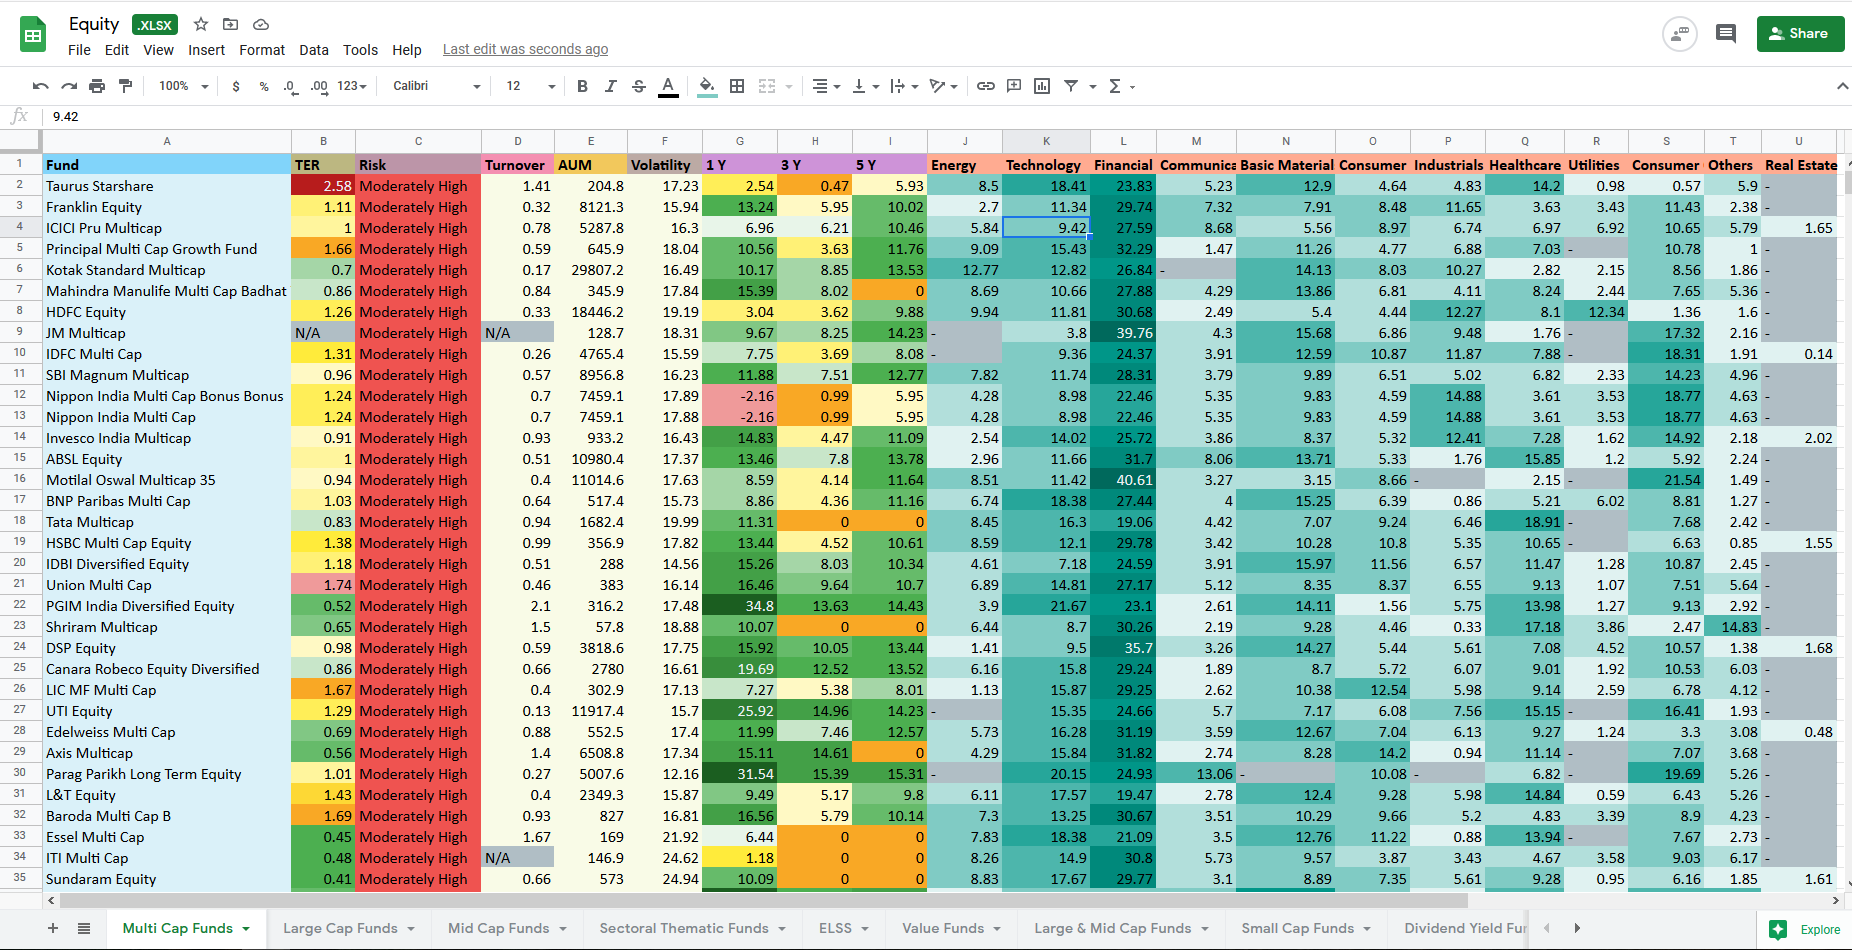 Equity .XLSX
File Edit View Insert Format Data Tools Help Last edit was seconds ago
Share
100% $ % .0 .00 123 Calibri 12 B I S A Σ
fx 9.42
A B C D E F G H I J K L M N O P Q R S T U
1 Fund TER Risk Turnover AUM Volatility 1 Y 3 Y 5 Y Energy Technology Financial Communica Basic Material Consumer Industrials Healthcare Utilities Consumer Others Real Estate
2 Taurus Starshare 2.58 Moderately High 1.41 204.8 17.23 2.54 0.47 5.93 8.5 18.41 23.83 5.23 12.9 4.64 4.83 14.2 0.98 0.57 5.9 -
3 Franklin Equity 1.11 Moderately High 0.32 8121.3 15.94 13.24 5.95 10.02 2.7 11.34 29.74 7.32 7.91 8.48 11.65 3.63 3.43 11.43 2.38 -
4 ICICI Pru Multicap 1 Moderately High 0.78 5287.8 16.3 6.96 6.21 10.46 5.84 9.42 27.59 8.68 5.56 8.97 6.74 6.97 6.92 10.65 5.79 1.65
5 Principal Multi Cap Growth Fund 1.66 Moderately High 0.59 645.9 18.04 10.56 3.63 11.76 9.09 15.43 32.29 1.47 11.26 4.77 6.88 7.03 - 10.78 1 -
6 Kotak Standard Multicap 0.7 Moderately High 0.17 29807.2 16.49 10.17 8.85 13.53 12.77 12.82 26.84 - 14.13 8.03 10.27 2.82 2.15 8.56 1.86 -
7 Mahindra Manulife Multi Cap Badhat 0.86 Moderately High 0.84 345.9 17.84 15.39 8.02 0 8.69 10.66 27.88 4.29 13.86 6.81 4.11 8.24 2.44 7.65 5.36 -
8 HDFC Equity 1.26 Moderately High 0.33 18446.2 19.19 3.04 3.62 9.88 9.94 11.81 30.68 2.49 5.4 4.44 12.27 8.1 12.34 1.36 1.6 -
9 JM Multicap N/A Moderately High N/A 128.7 18.31 9.67 8.25 14.23 - 3.8 39.76 4.3 15.68 6.86 9.48 1.76 - 17.32 2.16 -
10 IDFC Multi Cap 1.31 Moderately High 0.26 4765.4 15.59 7.75 3.69 8.08 - 9.36 24.37 3.91 12.59 10.87 11.87 7.88 - 18.31 1.91 0.14
11 SBI Magnum Multicap 0.96 Moderately High 0.57 8956.8 16.23 11.88 7.51 12.77 7.82 11.74 28.31 3.79 9.89 6.51 5.02 6.82 2.33 14.23 4.96 -
12 Nippon India Multi Cap Bonus Bonus 1.24 Moderately High 0.7 7459.1 17.89 -2.16 0.99 5.95 4.28 8.98 22.46 5.35 9.83 4.59 14.88 3.61 3.53 18.77 4.63 -
13 Nippon India Multi Cap 1.24 Moderately High 0.7 7459.1 17.88 -2.16 0.99 5.95 4.28 8.98 22.46 5.35 9.83 4.59 14.88 3.61 3.53 18.77 4.63 -
14 Invesco India Multicap 0.91 Moderately High 0.93 933.2 16.43 14.83 4.47 11.09 2.54 14.02 25.72 3.86 8.37 5.32 12.41 7.28 1.62 14.92 2.18 2.02
15 ABSL Equity 1 Moderately High 0.51 10980.4 17.37 13.46 7.8 13.78 2.96 11.66 31.7 8.06 13.71 5.33 1.76 15.85 1.2 5.92 2.24 -
16 Motilal Oswal Multicap 35 0.94 Moderately High 0.4 11014.6 17.63 8.59 4.14 11.64 8.51 11.42 40.61 3.27 3.15 8.66 - 2.15 - 21.54 1.49 -
17 BNP Paribas Multi Cap 1.03 Moderately High 0.64 517.4 15.73 8.86 4.36 11.16 6.74 18.38 27.44 4 15.25 6.39 0.86 5.21 6.02 8.81 1.27 -
18 Tata Multicap 0.83 Moderately High 0.94 1682.4 19.99 11.31 0 0 8.45 16.3 19.06 4.42 7.07 9.24 6.46 18.91 - 7.68 2.42 -
19 HSBC Multi Cap Equity 1.38 Moderately High 0.99 356.9 17.82 13.44 4.52 10.61 8.59 12.1 29.78 3.42 10.28 10.8 5.35 10.65 - 6.63 0.85 1.55
20 IDBI Diversified Equity 1.18 Moderately High 0.51 288 14.56 15.26 8.03 10.34 4.61 7.18 24.59 3.91 15.97 11.56 6.57 11.47 1.28 10.87 2.45 -
21 Union Multi Cap 1.74 Moderately High 0.46 383 16.14 16.46 9.64 10.7 6.89 14.81 27.17 5.12 8.35 8.37 6.55 9.13 1.07 7.51 5.64 -
22 PGIM India Diversified Equity 0.52 Moderately High 2.1 316.2 17.48 34.8 13.63 14.43 3.9 21.67 23.1 2.61 14.11 1.56 5.75 13.98 1.27 9.13 2.92 -
23 Shriram Multicap 0.65 Moderately High 1.5 57.8 18.88 10.07 0 0 6.44 8.7 30.26 2.19 9.28 4.46 0.33 17.18 3.86 2.47 14.83 -
24 DSP Equity 0.98 Moderately High 0.59 3818.6 17.75 15.92 10.05 13.44 1.41 9.5 35.7 3.26 14.27 5.44 5.61 7.08 4.52 10.57 1.38 1.68
25 Canara Robeco Equity Diversified 0.86 Moderately High 0.66 2780 16.61 19.69 12.52 13.52 6.16 15.8 29.24 1.89 8.7 5.72 6.07 9.01 1.92 10.53 6.03 -
26 LIC MF Multi Cap 1.67 Moderately High 0.4 302.9 17.13 7.27 5.38 8.01 1.13 15.87 29.25 2.62 10.38 12.54 5.98 9.14 2.59 6.78 4.12 -
27 UTI Equity 1.29 Moderately High 0.13 11917.4 15.7 25.92 14.96 14.23 - 15.35 24.66 5.7 7.17 6.08 7.56 15.15 - 16.41 1.93 -
28 Edelweiss Multi Cap 0.69 Moderately High 0.88 552.5 17.4 11.99 7.46 12.57 5.73 16.28 31.19 3.59 12.67 7.04 6.13 9.27 1.24 3.3 3.08 0.48
29 Axis Multicap 0.56 Moderately High 1.4 6508.8 17.34 15.11 14.61 0 4.29 15.84 31.82 2.74 8.28 14.2 0.94 11.14 - 7.07 3.68 -
30 Parag Parikh Long Term Equity 1.01 Moderately High 0.27 5007.6 12.16 31.54 15.39 15.31 - 20.15 24.93 13.06 - 10.08 - 6.82 - 19.69 5.26 -
31 L&T Equity 1.43 Moderately High 0.4 2349.3 15.87 9.49 5.17 9.8 6.11 17.57 19.47 2.78 12.4 9.28 5.98 14.84 0.59 6.43 5.26 -
32 Baroda Multi Cap B 1.69 Moderately High 0.93 827 16.81 16.56 5.79 10.14 7.3 13.25 30.67 3.51 10.29 9.66 5.2 4.83 3.39 8.9 4.23 -
33 Essel Multi Cap 0.45 Moderately High 1.67 169 21.92 6.44 0 0 7.83 18.38 21.09 3.5 12.76 11.22 0.88 13.94 - 7.67 2.73 -
34 ITI Multi Cap 0.48 Moderately High N/A 146.9 24.62 1.18 0 0 8.26 14.9 30.8 5.73 9.57 3.87 3.43 4.67 3.58 9.03 6.17 -
35 Sundaram Equity 0.41 Moderately High 0.66 573 24.94 10.09 0 0 8.83 17.67 29.77 3.1 8.89 7.35 5.61 9.28 0.95 6.16 1.85 1.61
Multi Cap Funds Large Cap Funds Mid Cap Funds Sectoral Thematic Funds ELSS Value Funds Large & Mid Cap Funds Small Cap Funds Dividend Yield Fur Explore